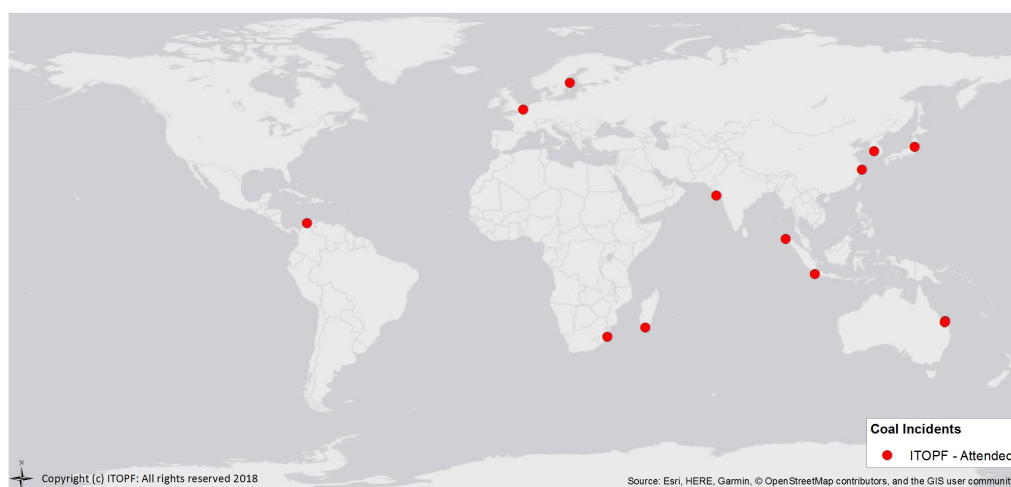 Coal Incidents
ITOPF - Attended
N
Copyright (c) ITOPF: All rights reserved 2018
Source: Esri, HERE, Garmin, © OpenStreetMap contributors, and the GIS user communit